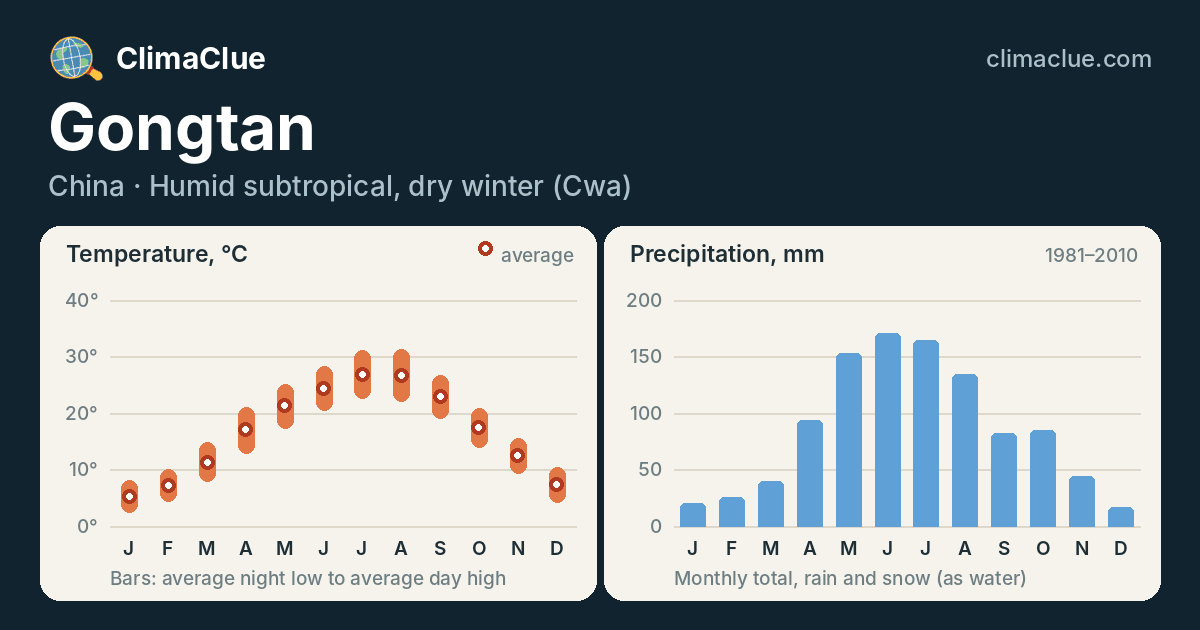 ClimaClue
climaclue.com
Gongtan
China · Humid subtropical, dry winter (Cwa)
Temperature, °C
average
40°
30°
20°
10°
0°
J F M A M J J A S O N D
Bars: average night low to average day high
Precipitation, mm
1981–2010
200
150
100
50
0
J F M A M J J A S O N D
Monthly total, rain and snow (as water)